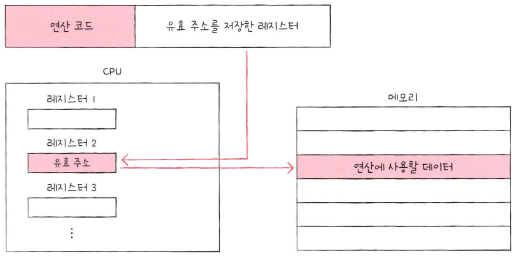 연산 코드
유효 주소를 저장한 레지스터
CPU
메모리
레지스터 1
레지스터 2
유효 주소
연산에 사용할 데이터
레지스터 3
⋮